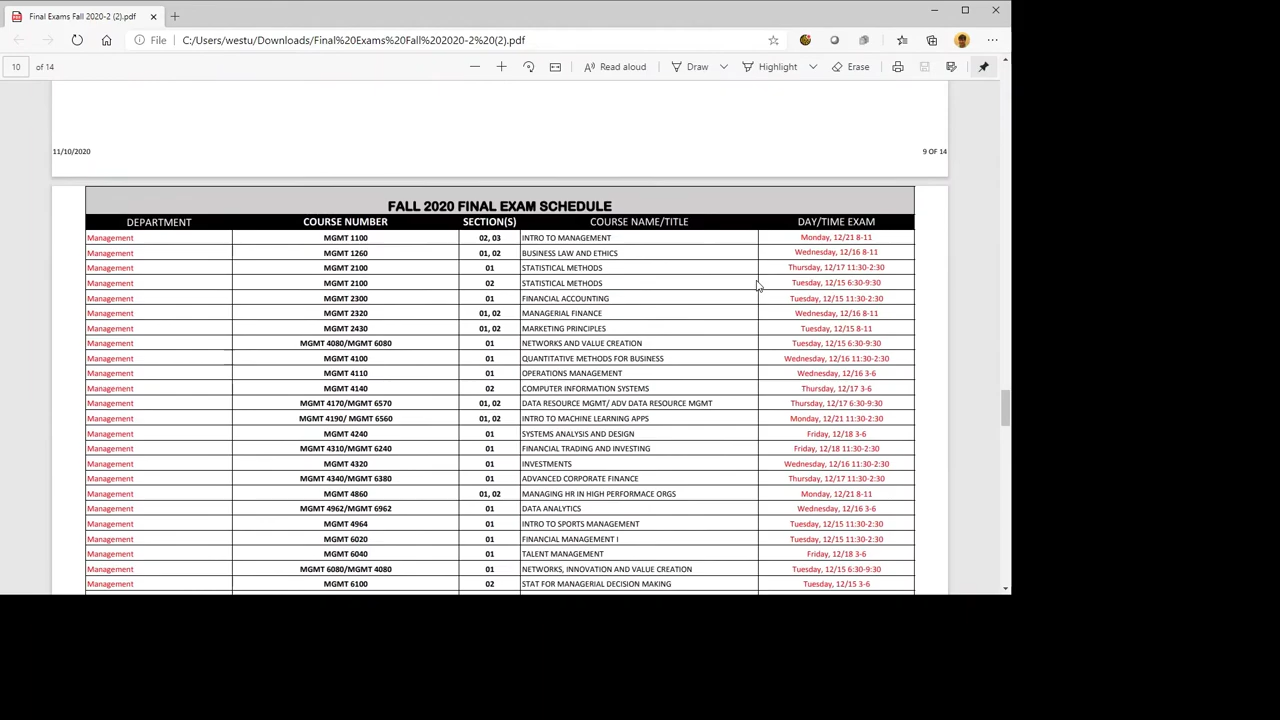 Final Exams Fall 2020-2 (2).pdf
File C:/Users/westu/Downloads/Final%20Exams%20Fall%202020-2%20(2).pdf
10 of 14 Read aloud Draw Highlight Erase
11/10/2020 9 OF 14
FALL 2020 FINAL EXAM SCHEDULE
DEPARTMENT COURSE NUMBER SECTION(S) COURSE NAME/TITLE DAY/TIME EXAM
Management MGMT 1100 02, 03 INTRO TO MANAGEMENT Monday, 12/21 8-11
Management MGMT 1260 01, 02 BUSINESS LAW AND ETHICS Wednesday, 12/16 8-11
Management MGMT 2100 01 STATISTICAL METHODS Thursday, 12/17 11:30-2:30
Management MGMT 2100 02 STATISTICAL METHODS Tuesday, 12/15 6:30-9:30
Management MGMT 2300 01 FINANCIAL ACCOUNTING Tuesday, 12/15 11:30-2:30
Management MGMT 2320 01, 02 MANAGERIAL FINANCE Wednesday, 12/16 8-11
Management MGMT 2430 01, 02 MARKETING PRINCIPLES Tuesday, 12/15 8-11
Management MGMT 4080/MGMT 6080 01 NETWORKS AND VALUE CREATION Tuesday, 12/15 6:30-9:30
Management MGMT 4100 01 QUANTITATIVE METHODS FOR BUSINESS Wednesday, 12/16 11:30-2:30
Management MGMT 4110 01 OPERATIONS MANAGEMENT Wednesday, 12/16 3-6
Management MGMT 4140 02 COMPUTER INFORMATION SYSTEMS Thursday, 12/17 3-6
Management MGMT 4170/MGMT 6570 01, 02 DATA RESOURCE MGMT/ ADV DATA RESOURCE MGMT Thursday, 12/17 6:30-9:30
Management MGMT 4190/ MGMT 6560 01, 02 INTRO TO MACHINE LEARNING APPS Monday, 12/21 11:30-2:30
Management MGMT 4240 01 SYSTEMS ANALYSIS AND DESIGN Friday, 12/18 3-6
Management MGMT 4310/MGMT 6240 01 FINANCIAL TRADING AND INVESTING Friday, 12/18 11:30-2:30
Management MGMT 4320 01 INVESTMENTS Wednesday, 12/16 11:30-2:30
Management MGMT 4340/MGMT 6380 01 ADVANCED CORPORATE FINANCE Thursday, 12/17 11:30-2:30
Management MGMT 4860 01, 02 MANAGING HR IN HIGH PERFORMACE ORGS Monday, 12/21 8-11
Management MGMT 4962/MGMT 6962 01 DATA ANALYTICS Wednesday, 12/16 3-6
Management MGMT 4964 01 INTRO TO SPORTS MANAGEMENT Tuesday, 12/15 11:30-2:30
Management MGMT 6020 01 FINANCIAL MANAGEMENT I Tuesday, 12/15 11:30-2:30
Management MGMT 6040 01 TALENT MANAGEMENT Friday, 12/18 3-6
Management MGMT 6080/MGMT 4080 01 NETWORKS, INNOVATION AND VALUE CREATION Tuesday, 12/15 6:30-9:30
Management MGMT 6100 02 STAT FOR MANAGERIAL DECISION MAKING Tuesday, 12/15 3-6